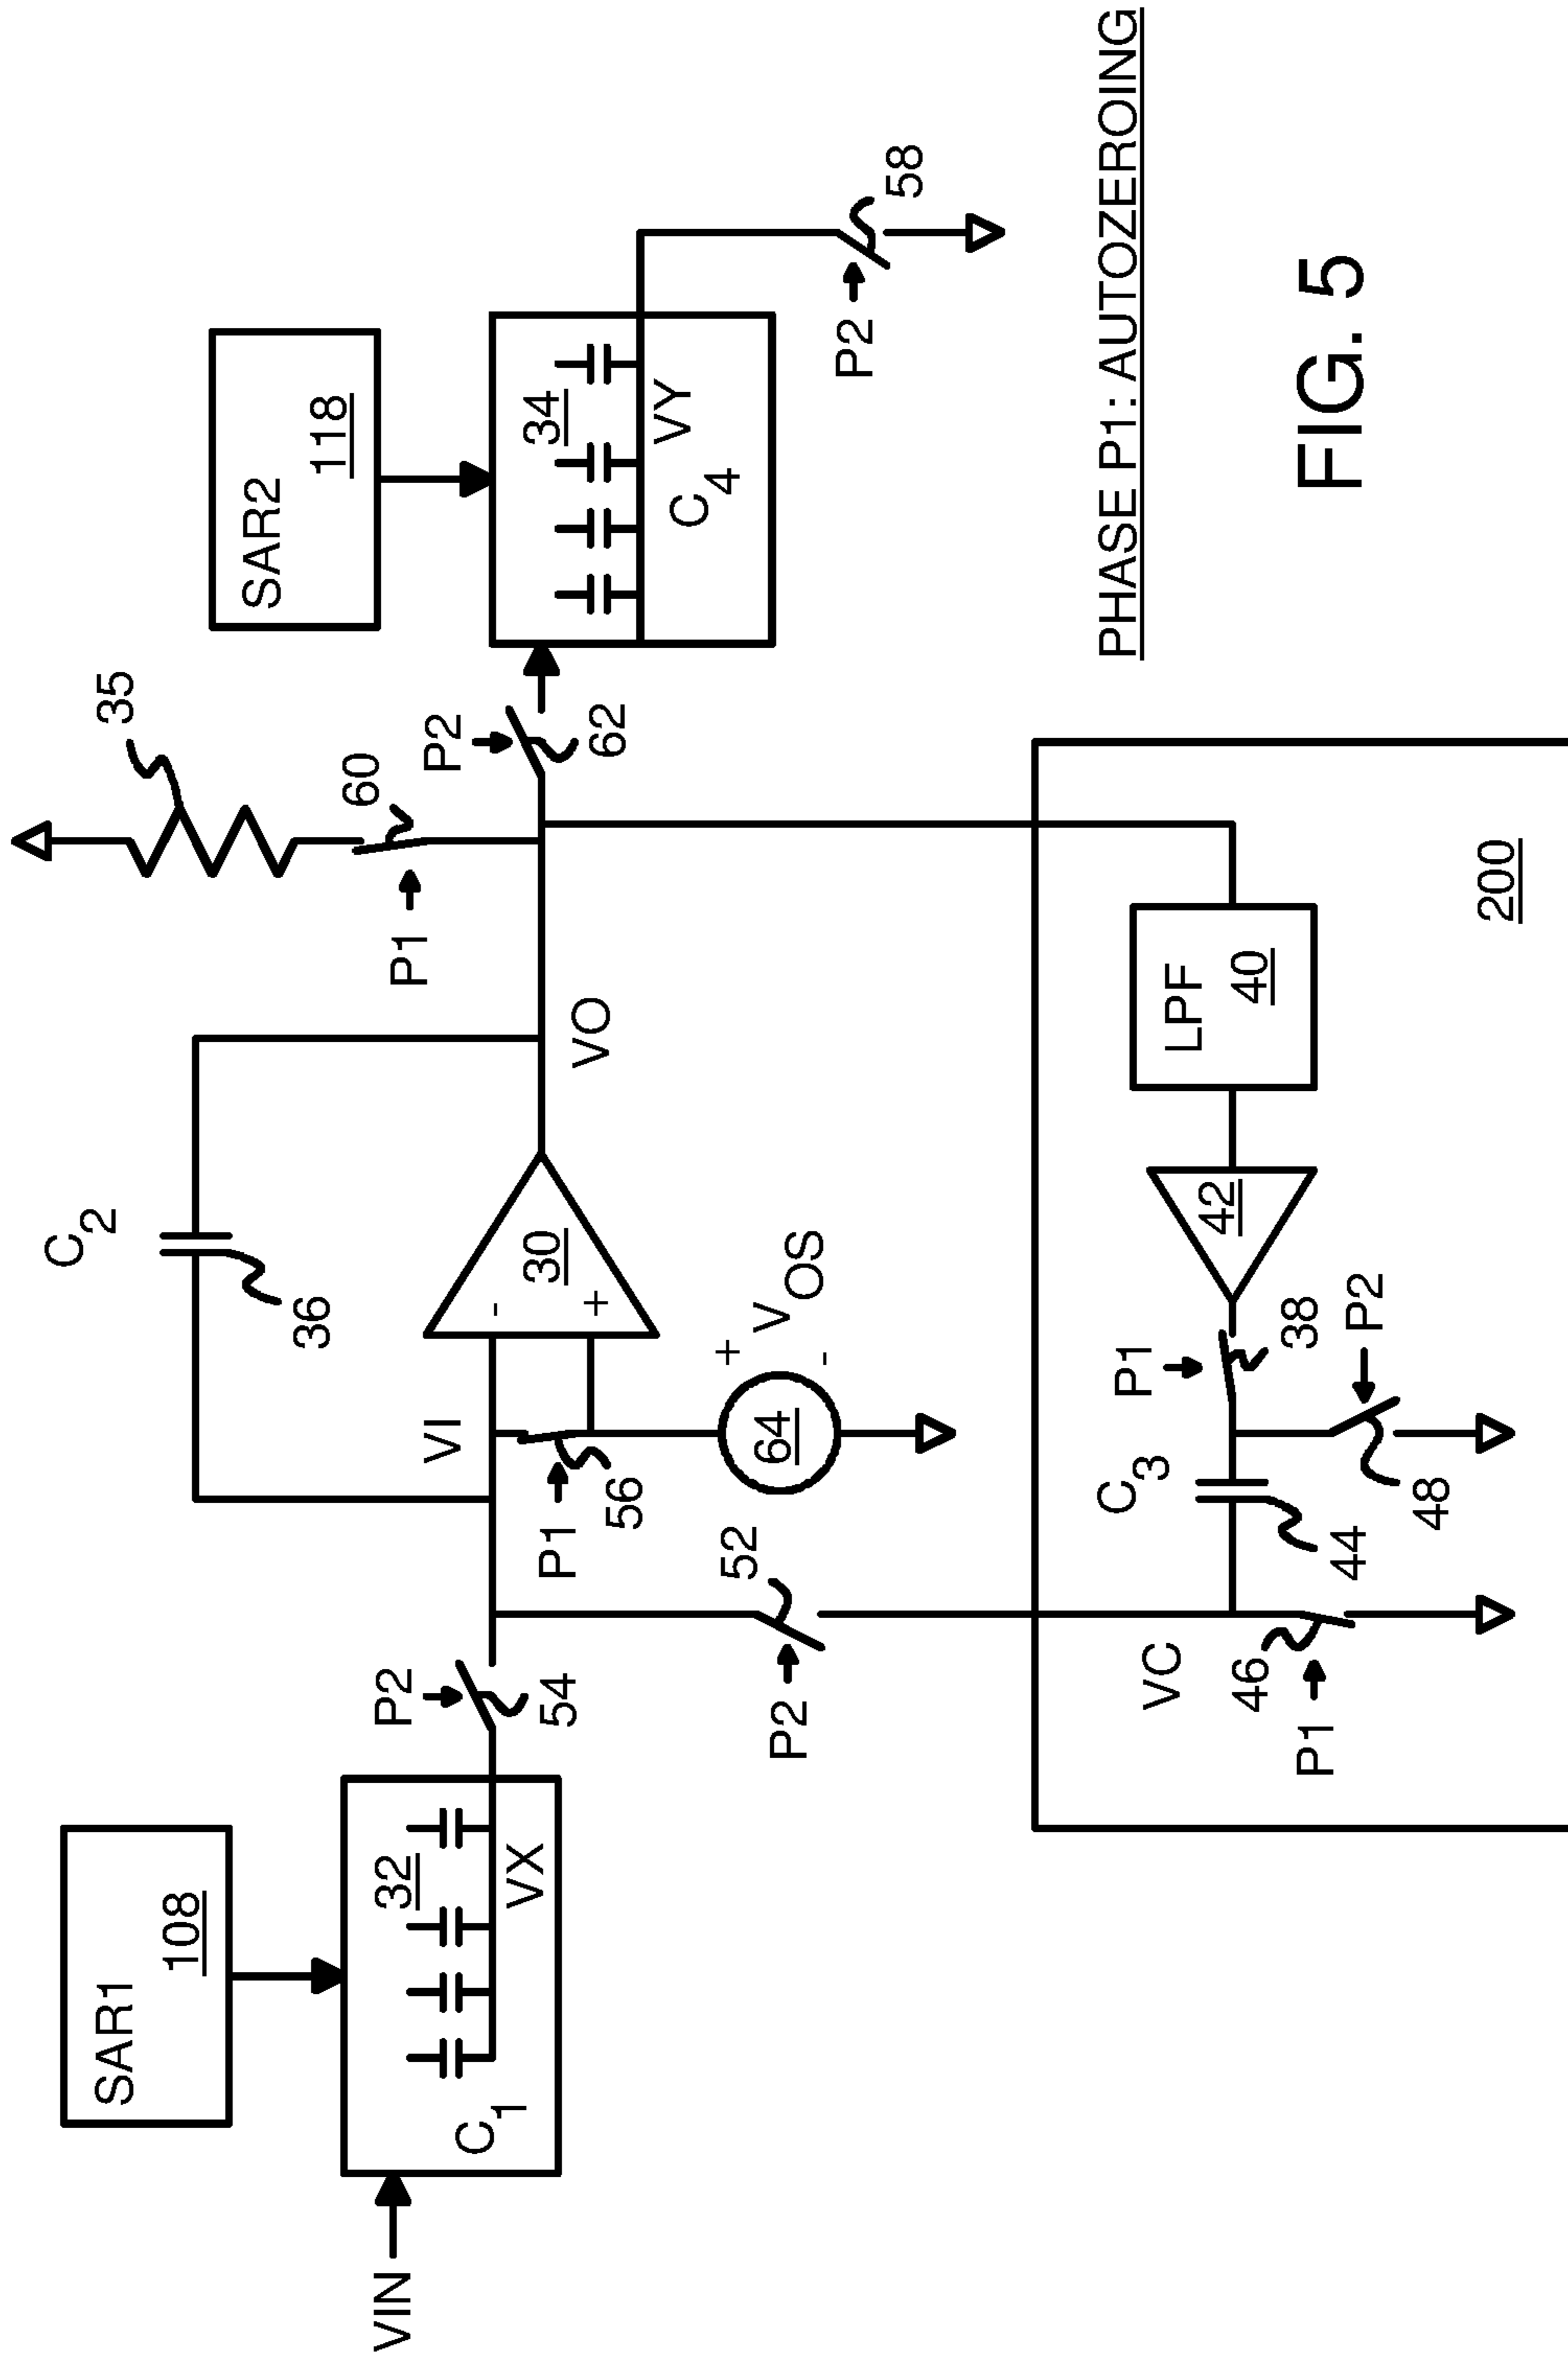 SAR1
108
VIN
C1
32
VX
P2
54
P2
52
C2
36
VI
P1
56
-
+
30
+
VOS
-
64
VO
P1
60
35
P2
62
SAR2
118
34
VY
C4
P2
58
VC
46
P1
C3
44
P1
38
P2
48
42
LPF
40
200
PHASE P1: AUTOZEROING
FIG. 5